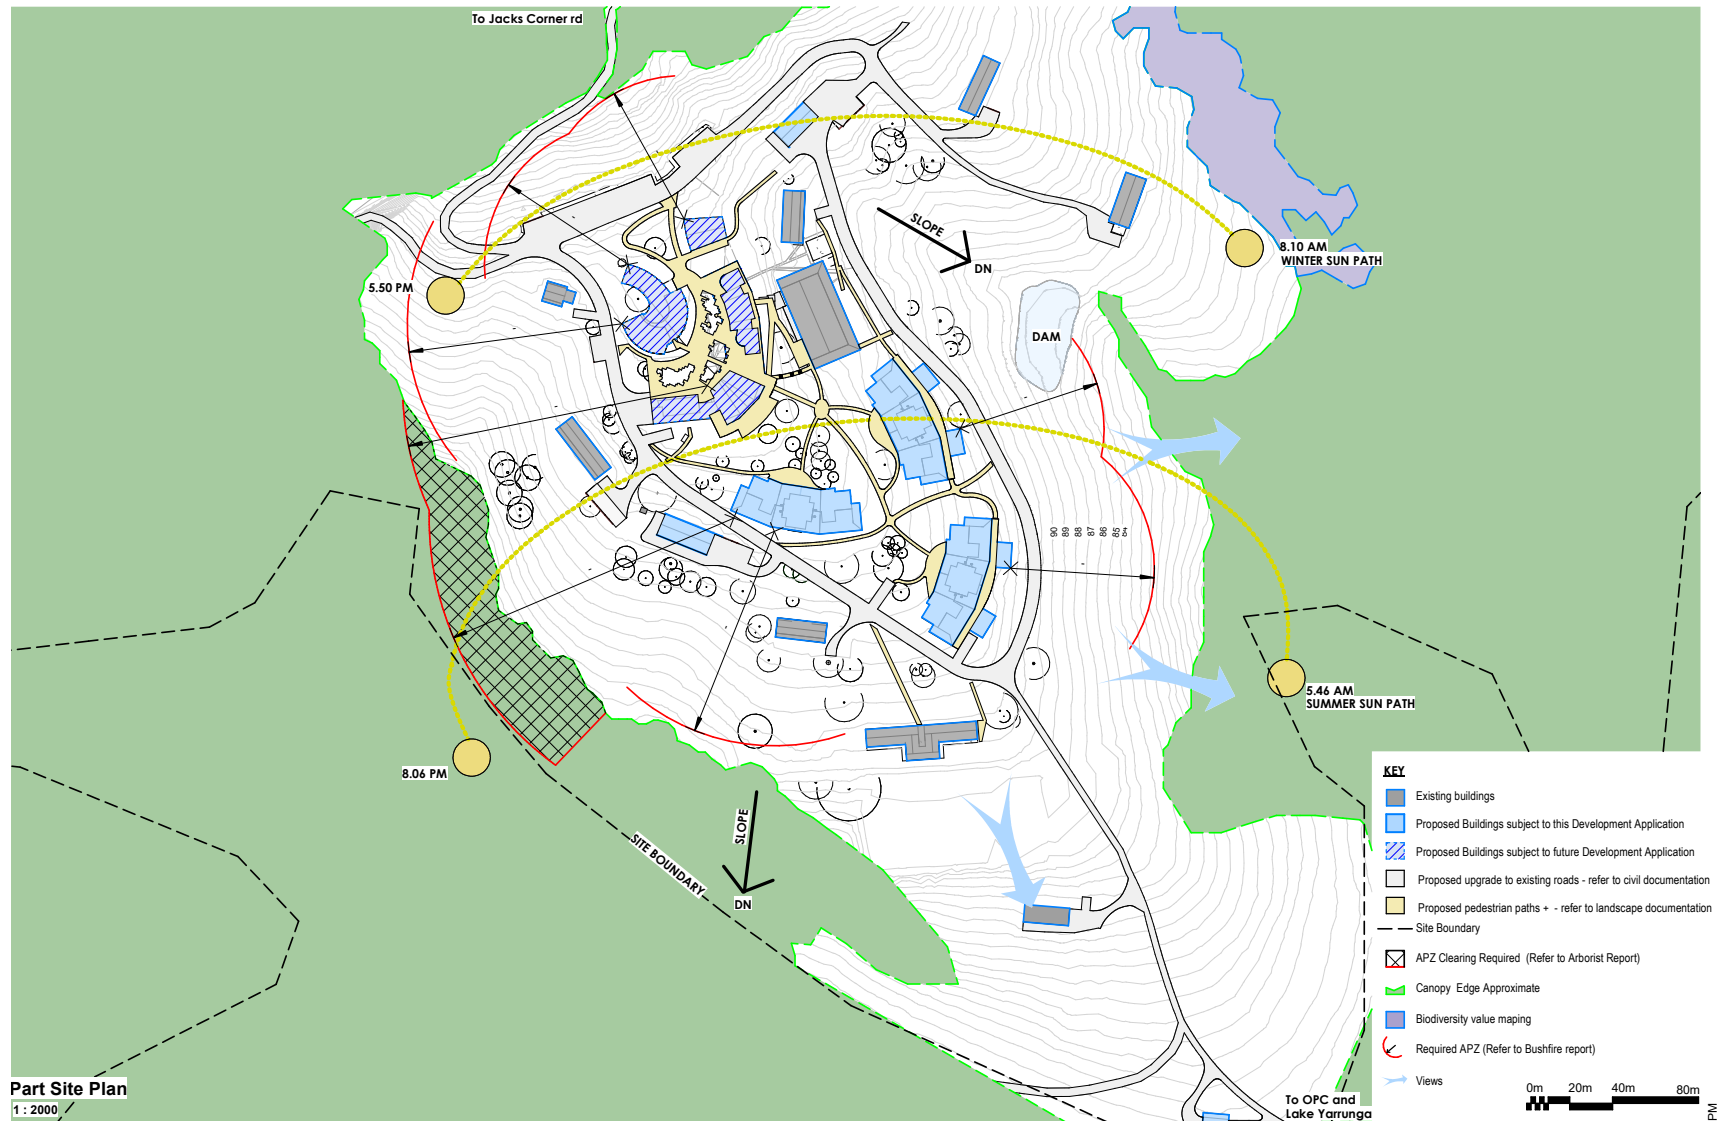 To Jacks Corner rd
SLOPE
DN
8.10 AM
WINTER SUN PATH
5.50 PM
DAM
90
89
88
87
86
85
84
5.46 AM
SUMMER SUN PATH
8.06 PM
SLOPE
DN
SITE BOUNDARY
KEY
Existing buildings
Proposed Buildings subject to this Development Application
Proposed Buildings subject to future Development Application
Proposed upgrade to existing roads - refer to civil documentation
Proposed pedestrian paths + - refer to landscape documentation
Site Boundary
APZ Clearing Required (Refer to Arborist Report)
Canopy Edge Approximate
Biodiversity value maping
Required APZ (Refer to Bushfire report)
Views
0m 20m 40m 80m
PM
To OPC and
Lake Yarrunga
Part Site Plan
1 : 2000